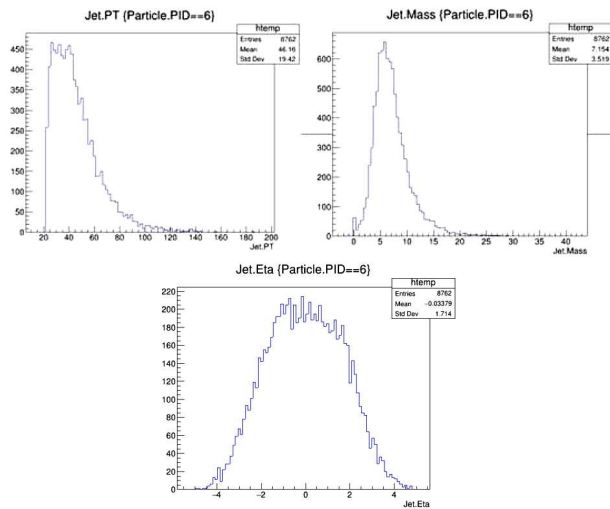 Jet.PT {Particle.PID==6}
htemp
Entries 8762
Mean 46.16
Std Dev 19.42
450
400
350
300
250
200
150
100
50
0
20 40 60 80 100 120 140 160 180 200
Jet.PT
Jet.Mass {Particle.PID==6}
htemp
Entries 8762
Mean 7.154
Std Dev 3.519
600
500
400
300
200
100
0
0 5 10 15 20 25 30 35 40
Jet.Mass
Jet.Eta {Particle.PID==6}
htemp
Entries 8762
Mean -0.03379
Std Dev 1.714
220
200
180
160
140
120
100
80
60
40
20
0
-4 -2 0 2 4
Jet.Eta